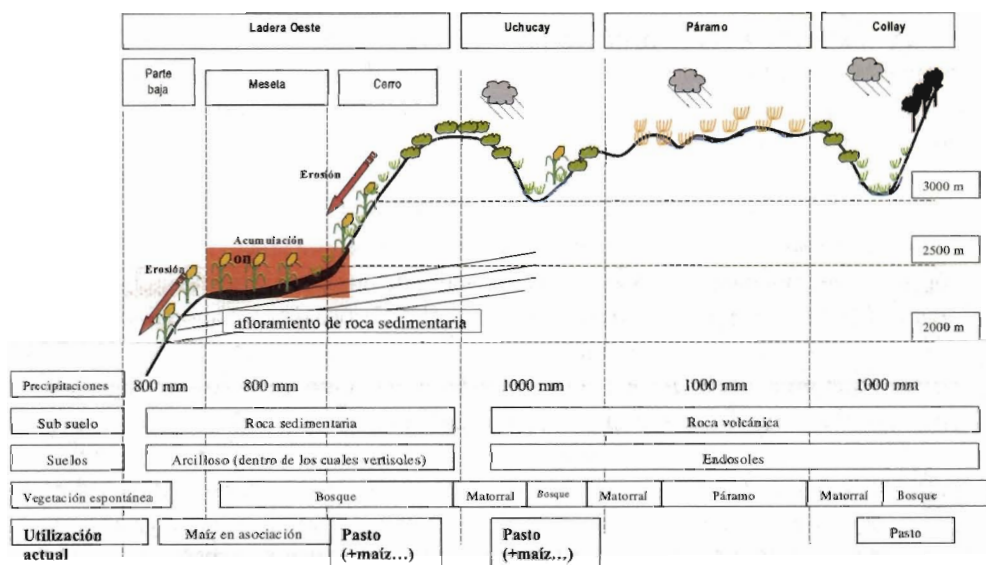 Ladera Oeste Uchucay Páramo Collay
Parte
baja
Mesela Cerro
Erosión
3000 m
Acumulación
on
2500 m
Erosión
afloramiento de roca sedimentaria
2000 m
Precipitaciones 800 mm 800 mm 1000 mm 1000 mm 1000 mm
Sub suelo Roca sedimentaria Roca volcánica
Suelos Arcilloso (dentro de los cuales vertisoles) Endosoles
Vegetación espontánea Bosque Matorral Bosque Matorral Páramo Matorral Bosque
Utilización
actual
Maíz en asociación
Pasto
(+maíz...)
Pasto
(+maíz...)
Pasto